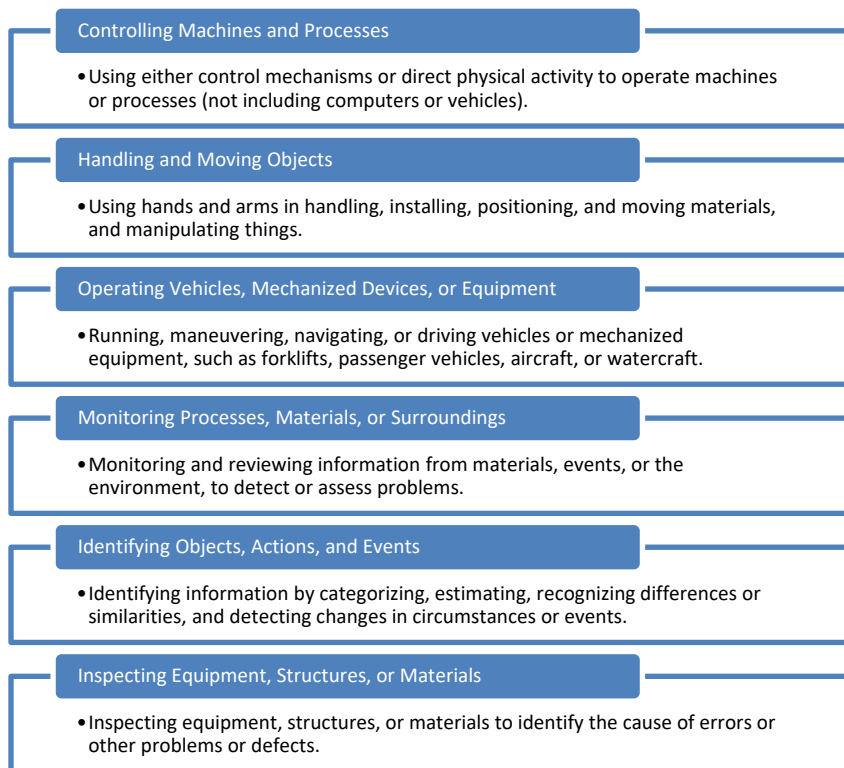 Controlling Machines and Processes
•Using either control mechanisms or direct physical activity to operate machines
or processes (not including computers or vehicles).
Handling and Moving Objects
•Using hands and arms in handling, installing, positioning, and moving materials,
and manipulating things.
Operating Vehicles, Mechanized Devices, or Equipment
•Running, maneuvering, navigating, or driving vehicles or mechanized
equipment, such as forklifts, passenger vehicles, aircraft, or watercraft.
Monitoring Processes, Materials, or Surroundings
•Monitoring and reviewing information from materials, events, or the
environment, to detect or assess problems.
Identifying Objects, Actions, and Events
•Identifying information by categorizing, estimating, recognizing differences or
similarities, and detecting changes in circumstances or events.
Inspecting Equipment, Structures, or Materials
•Inspecting equipment, structures, or materials to identify the cause of errors or
other problems or defects.